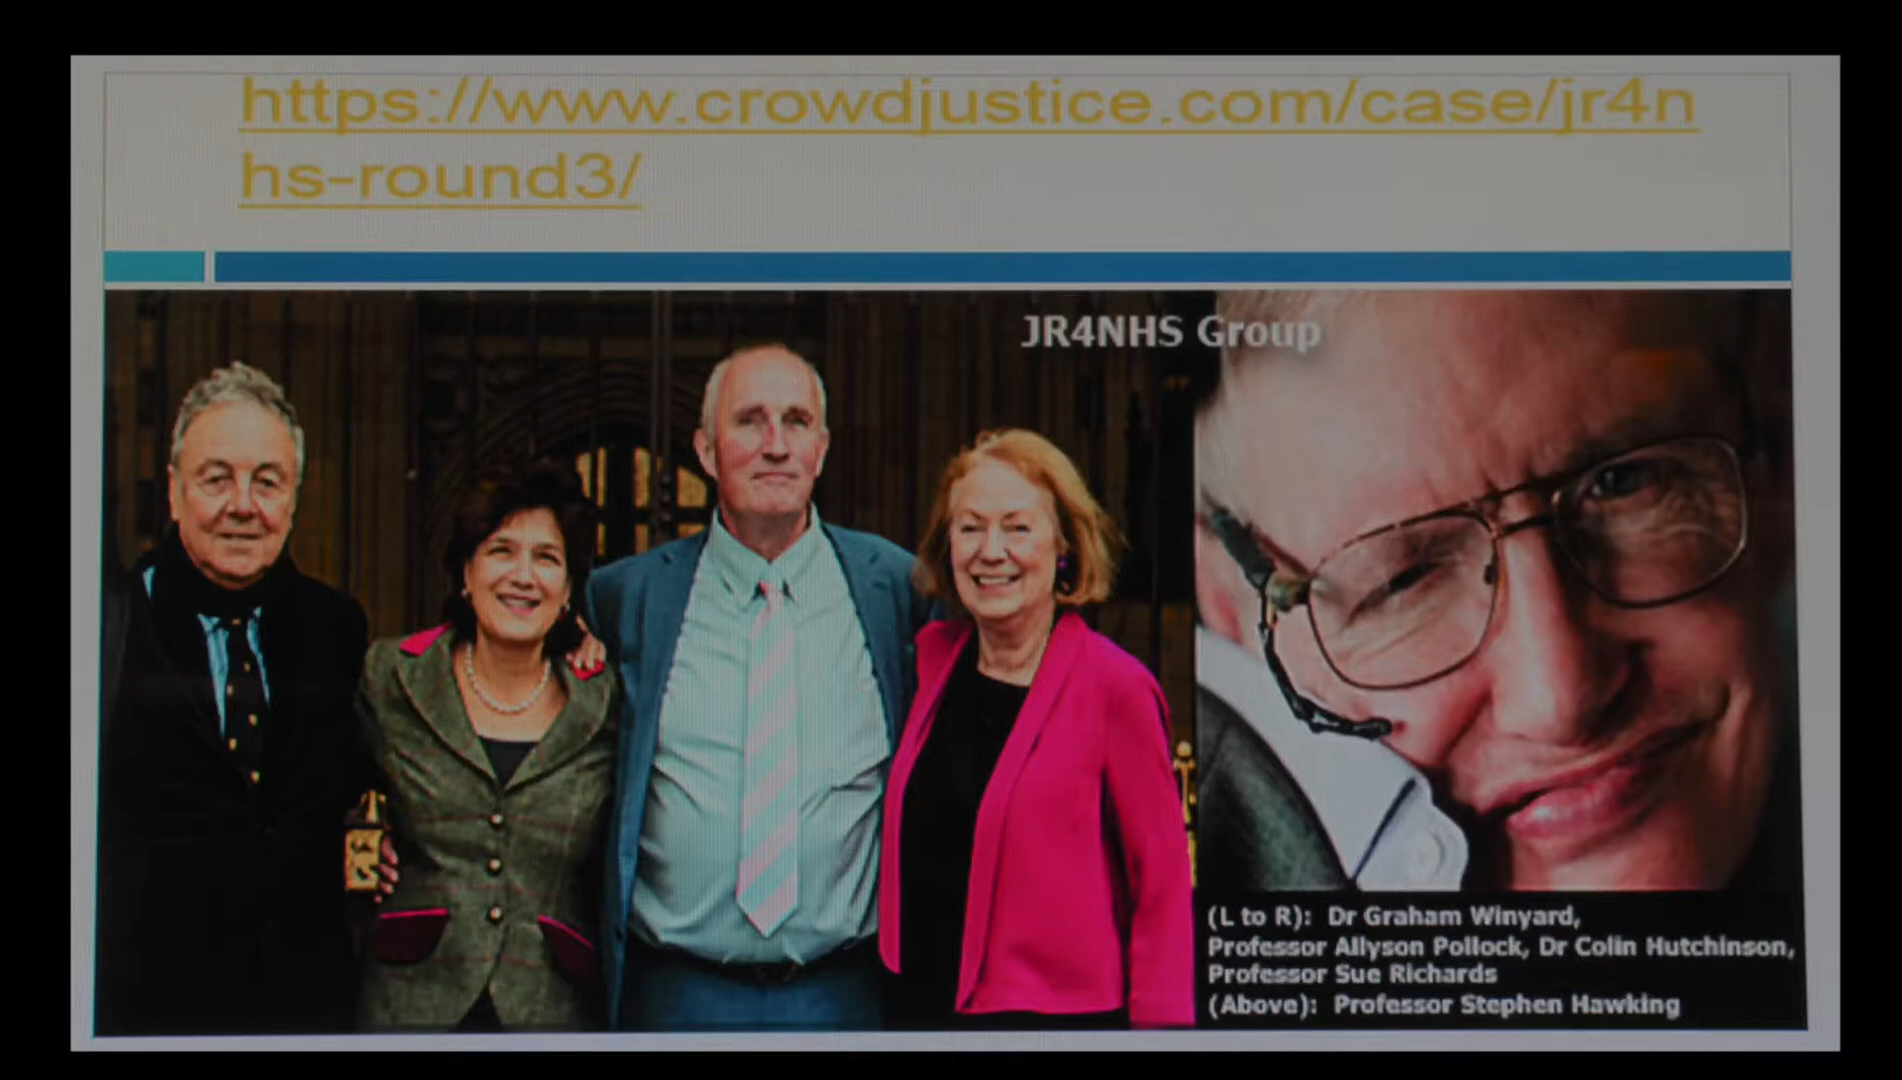 https://www.crowdjustice.com/case/jr4n
hs-round3/
JR4NHS Group
(L to R):  Dr Graham Winyard,
Professor Allyson Pollock, Dr Colin Hutchinson,
Professor Sue Richards
(Above):  Professor Stephen Hawking